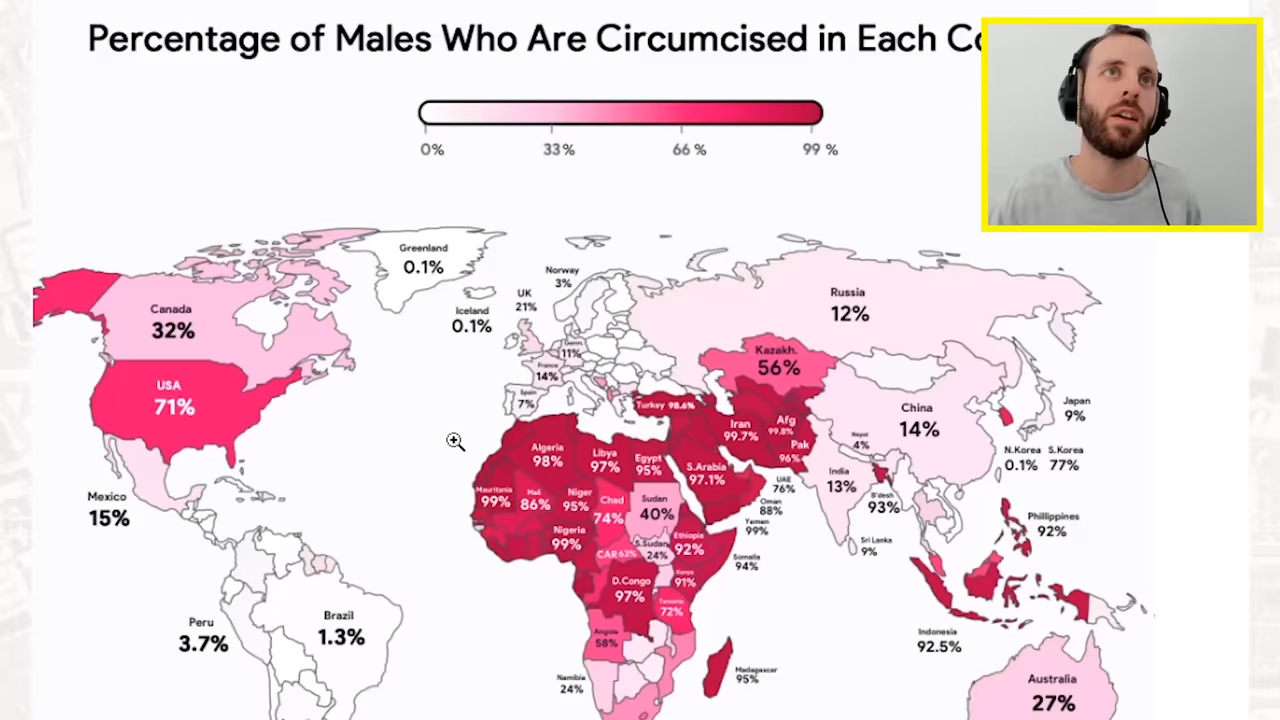 Percentage of Males Who Are Circumcised in Each Co
0% 33% 66% 99 %
Greenland
0.1%
Norway
3%
UK
21%
Iceland
0.1%
Canada
32%
Russia
12%
Germ.
11%
France
14%
Spain
7%
Kazakh.
56%
USA
71%
Turkey 98.6%
Iran
99.7%
Afg
99.8%
Pak
96%
China
14%
Japan
9%
N.Korea
0.1%
S.Korea
77%
Nepal
4%
India
13%
B'desh
93%
Algeria
98%
Libya
97%
Egypt
95%
S.Arabia
97.1%
UAE
76%
Oman
88%
Yemen
99%
Mexico
15%
Mauritania
99%
Mali
86%
Niger
95%
Chad
74%
Sudan
40%
Nigeria
99%
S.Sudan
24%
Ethiopia
92%
CAR 63%
Somalia
94%
Sri Lanka
9%
Phillippines
92%
D.Congo
97%
Kenya
91%
Tanzania
72%
Peru
3.7%
Brazil
1.3%
Angola
58%
Indonesia
92.5%
Namibia
24%
Madagascar
95%
Australia
27%